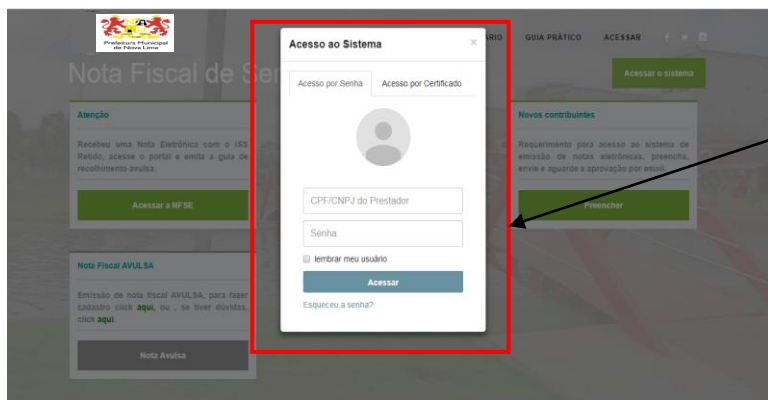 Prefeitura Municipal
de Nova Lima
RIO GUIA PRÁTICO ACESSAR
Nota Fiscal de Ser
Acessar o sistema
Acesso ao Sistema ×
Acesso por Senha Acesso por Certificado
CPF/CNPJ do Prestador
Senha
lembrar meu usuário
Acessar
Esqueceu a senha?
Atenção
Recebeu uma Nota Eletrônica com o ISS
Retido, acesse o portal e emita a guia de
recolhimento avulsa.
Acessar a NFSE
Novos contribuintes
Requerimento para acesso ao sistema de
emissão de notas eletrônicas, preencha,
envie e aguarde a aprovação por email.
Preencher
Nota Fiscal AVULSA
Emissão de nota fiscal AVULSA, para fazer
cadastro click aqui, ou , se tiver dúvidas,
click aqui.
Nota Avulsa